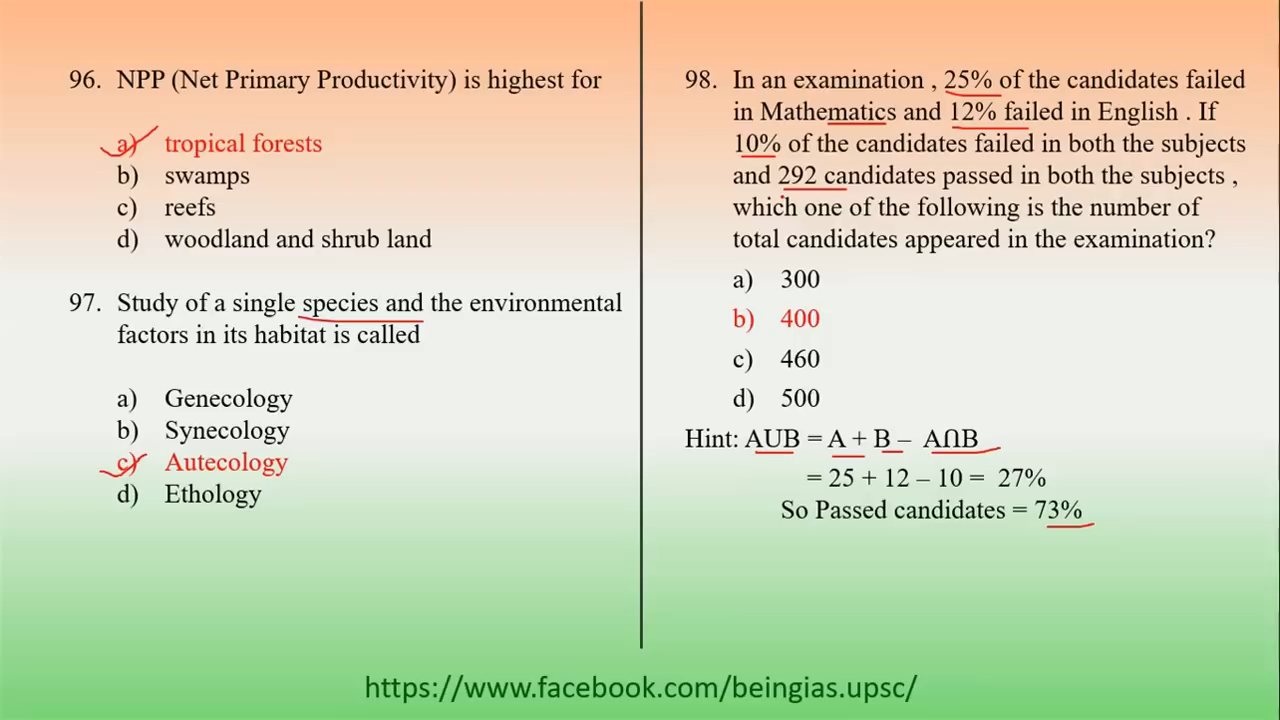 96. NPP (Net Primary Productivity) is highest for
a) tropical forests
b) swamps
c) reefs
d) woodland and shrub land
97. Study of a single species and the environmental
factors in its habitat is called
a) Genecology
b) Synecology
c) Autecology
d) Ethology
98. In an examination , 25% of the candidates failed
in Mathematics and 12% failed in English . If
10% of the candidates failed in both the subjects
and 292 candidates passed in both the subjects ,
which one of the following is the number of
total candidates appeared in the examination?
a) 300
b) 400
c) 460
d) 500
Hint: AUB = A + B – A∩B
= 25 + 12 – 10 = 27%
So Passed candidates = 73%
https://www.facebook.com/beingias.upsc/